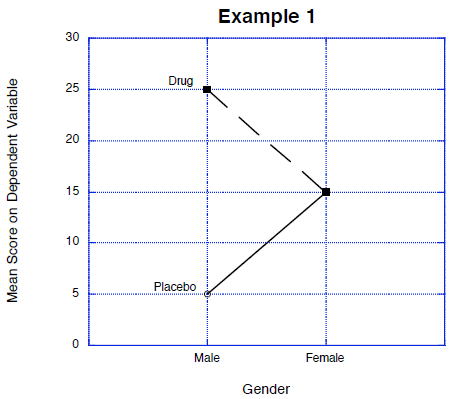 Example 1
Mean Score on Dependent Variable
30
25
20
15
10
5
0
Drug
Placebo
Male Female
Gender